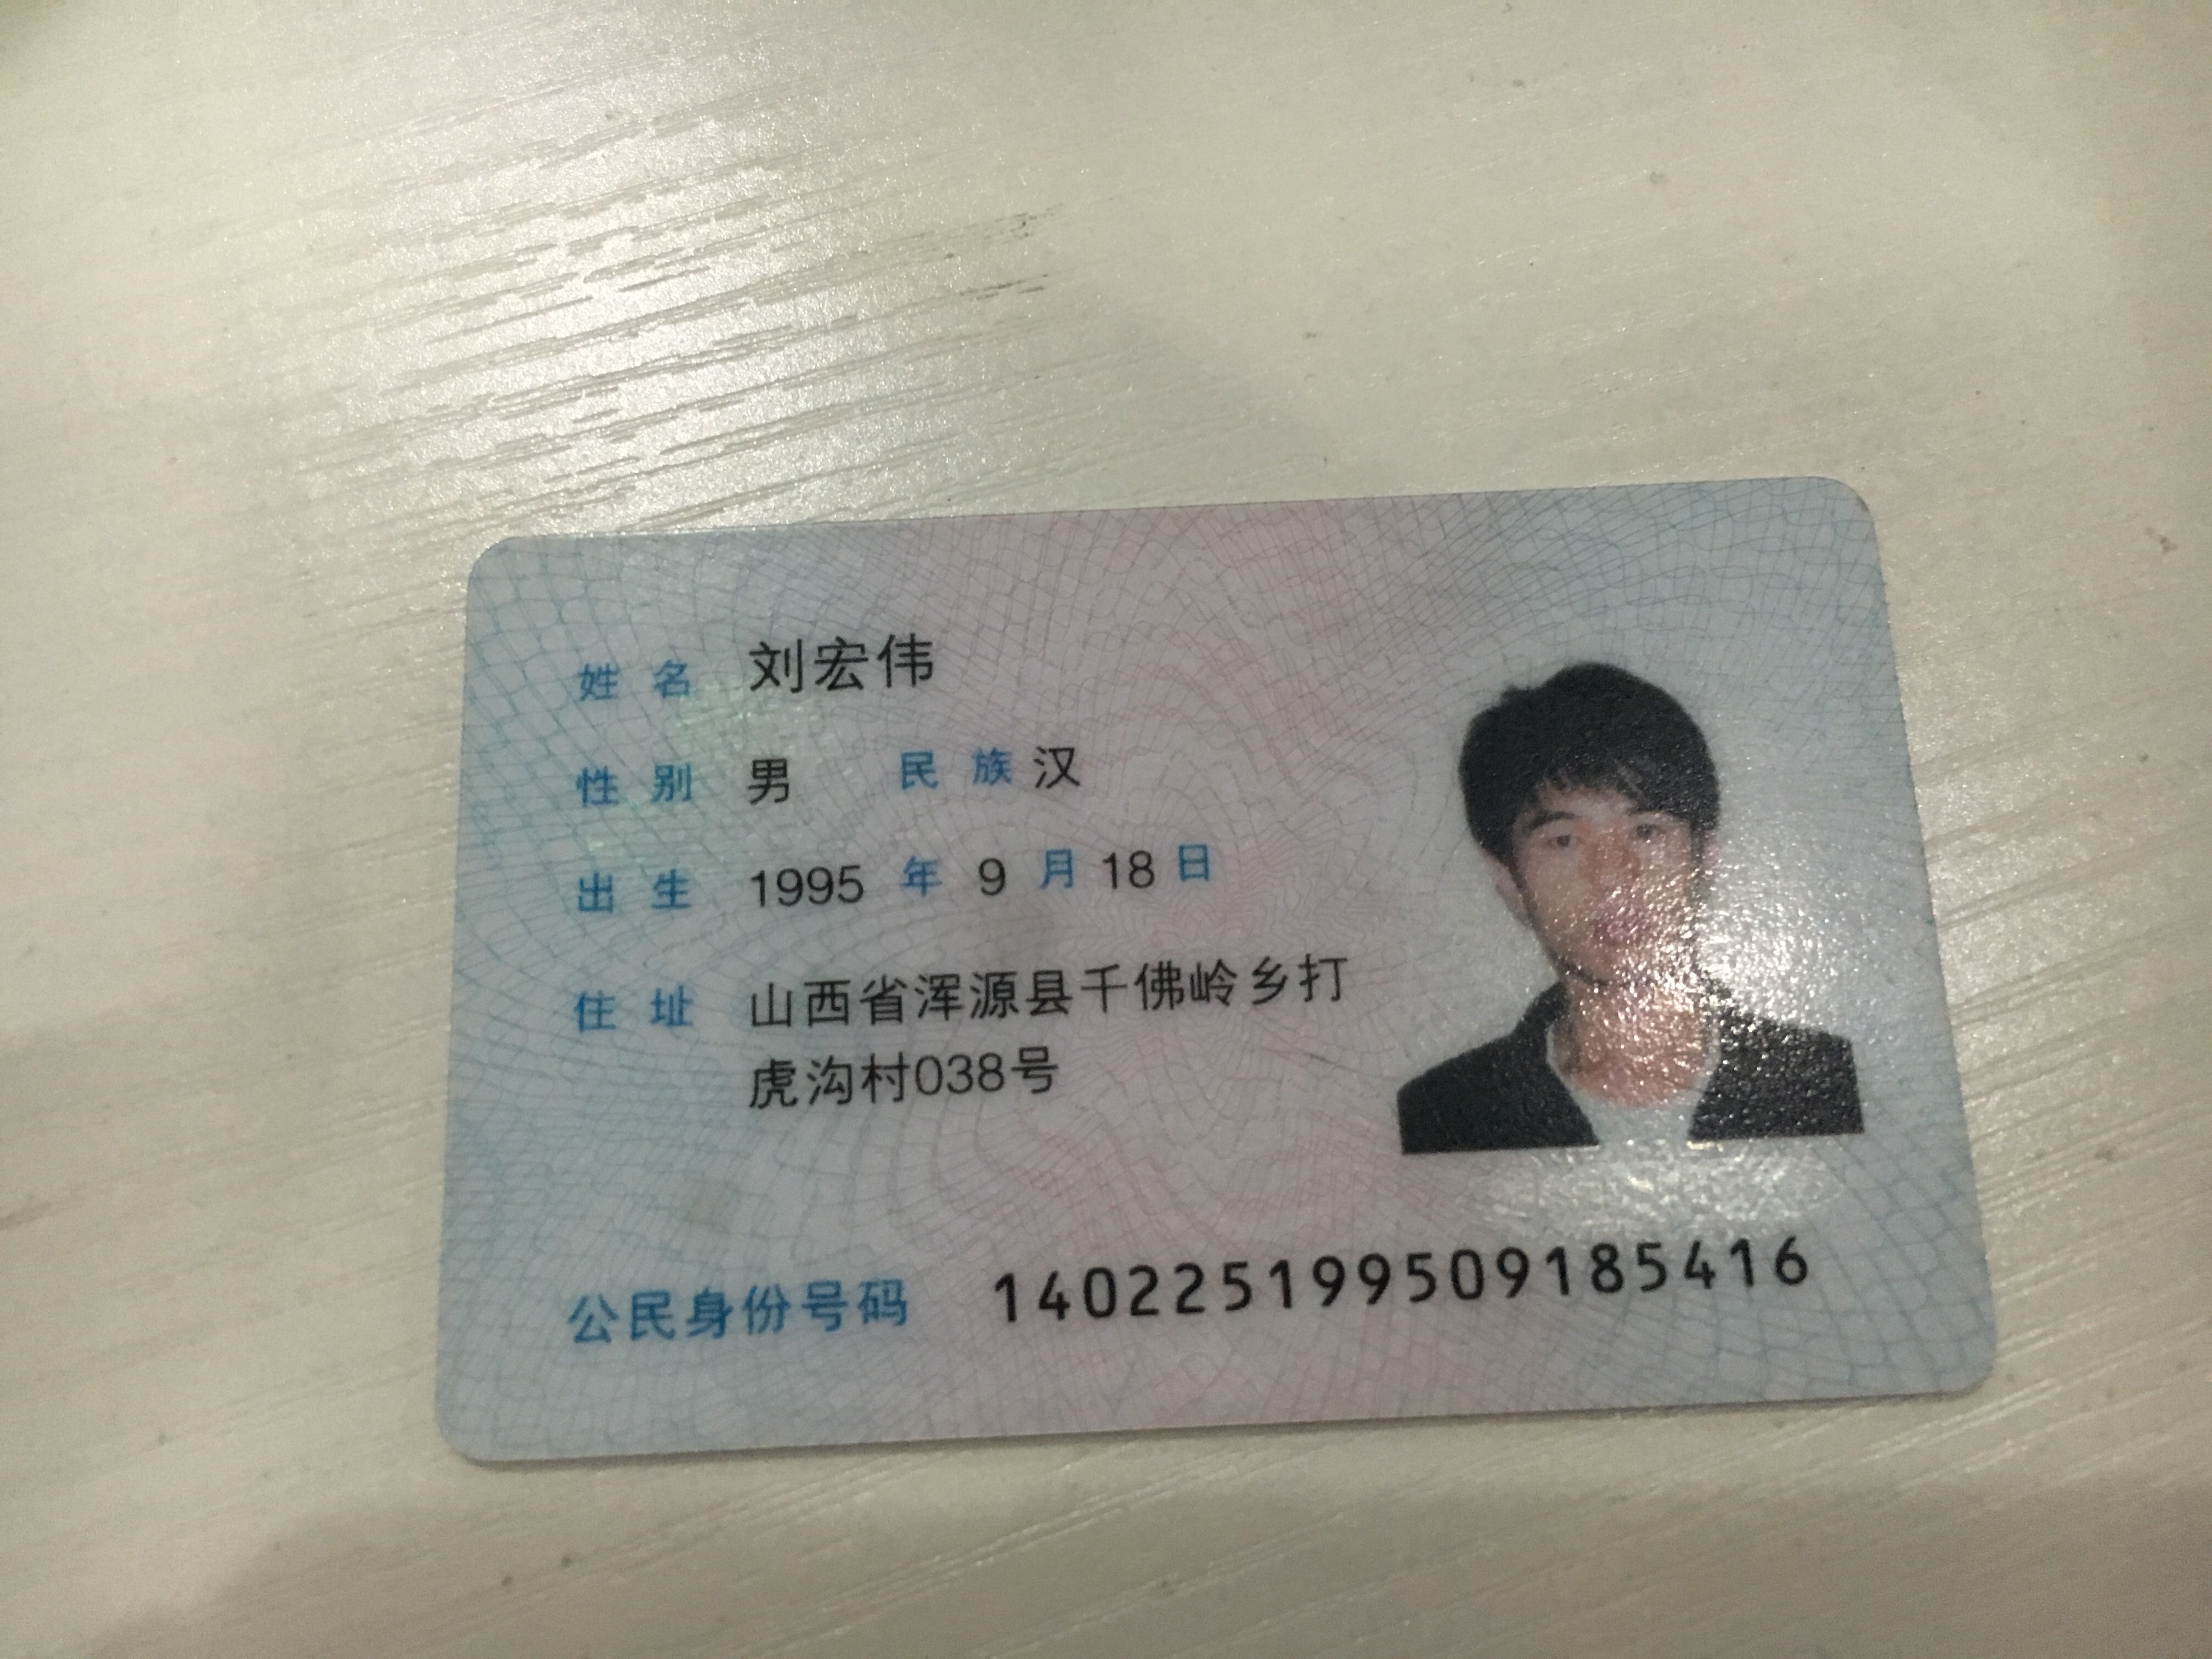 姓名 刘宏伟
性别 男 民族 汉
出生 1995 年 9 月 18 日
住址 山西省浑源县千佛岭乡打
虎沟村038号
公民身份号码 140225199509185416